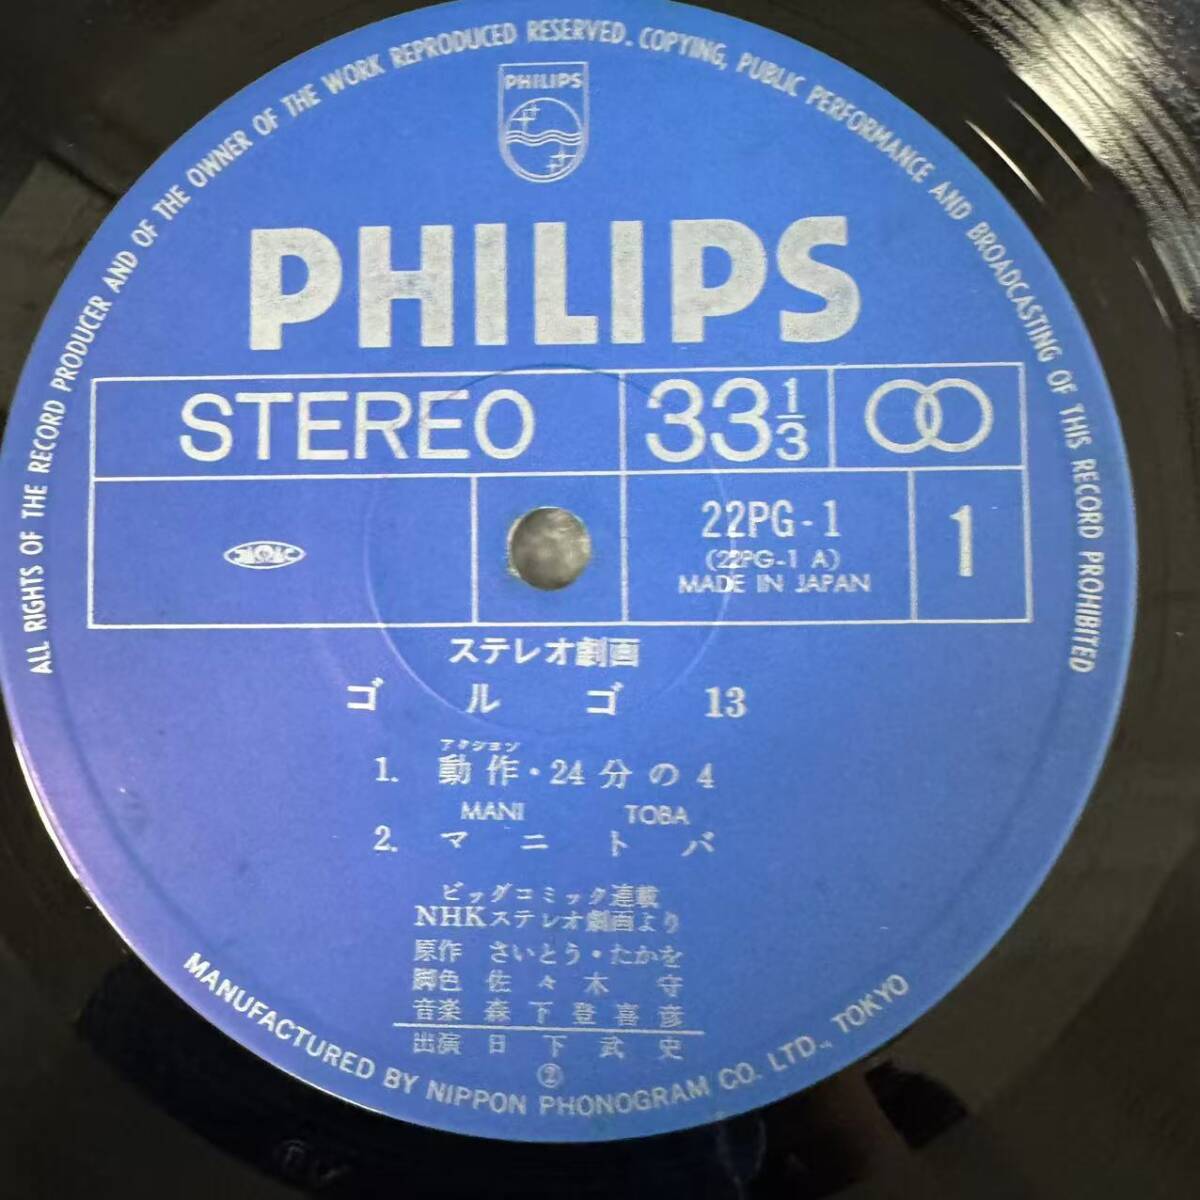 ALL RIGHTS OF THE RECORD PRODUCER AND OF THE OWNER OF THE WORK REPRODUCED RESERVED. COPYING, PUBLIC PERFORMANCE AND BROADCASTING OF THIS RECORD PROHIBITED
PHILIPS
PHILIPS
STEREO 33 1/3
22PG-1
(22PG-1 A)
MADE IN JAPAN
1
ステレオ劇画
ゴルゴ 13
アクション
1. 動作・24分の4
MANI TOBA
2. マニトバ
ビッグコミック連載
NHKステレオ劇画より
原作 さいとう・たかを
脚色 佐々木 守
音楽 森下登喜彦
出演 日下武史
②
MANUFACTURED BY NIPPON PHONOGRAM CO. LTD., TOKYO